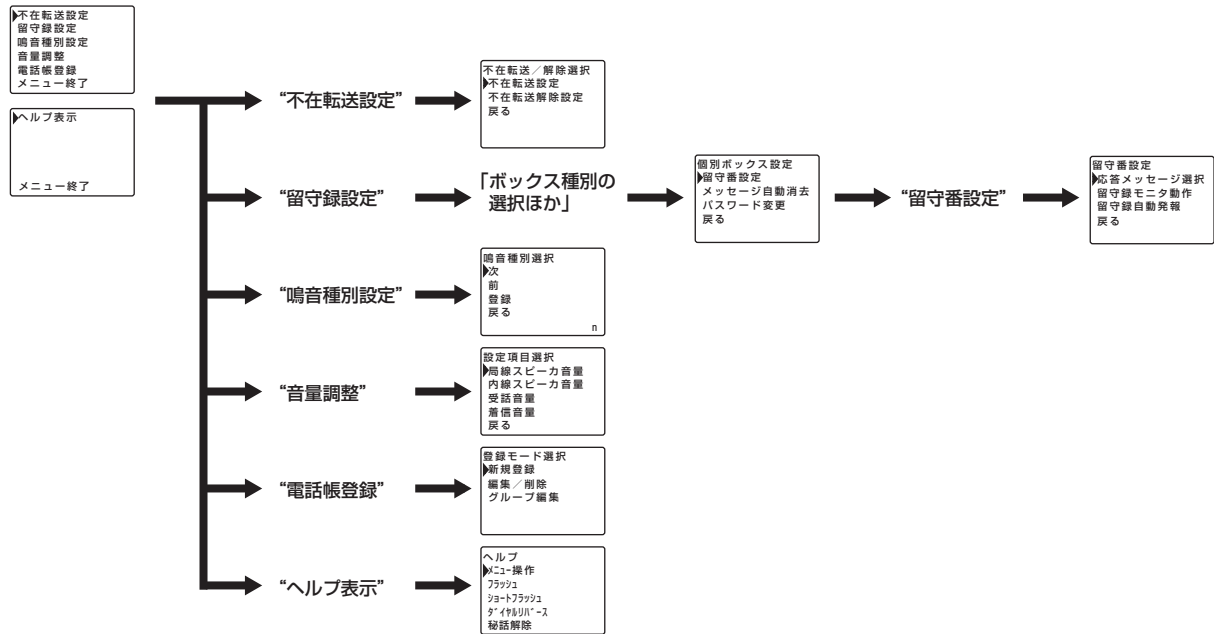 ▶不在転送設定
留守録設定
鳴音種別設定
音量調整
電話帳登録
メニュー終了
▶ヘルプ表示
メニュー終了
“不在転送設定”
不在転送／解除選択
▶不在転送設定
不在転送解除設定
戻る
“留守録設定”
「ボックス種別の
選択ほか」
個別ボックス設定
▶留守番設定
メッセージ自動消去
パスワード変更
戻る
“留守番設定”
留守番設定
▶応答メッセージ選択
留守録モニタ動作
留守録自動発報
戻る
“鳴音種別設定”
鳴音種別選択
▶次
前
登録
戻る
n
“音量調整”
設定項目選択
▶局線スピーカ音量
内線スピーカ音量
受話音量
着信音量
戻る
“電話帳登録”
登録モード選択
▶新規登録
編集／削除
グループ編集
“ヘルプ表示”
ヘルプ
▶ﾒﾆｭｰ操作
ﾌﾗｯｼｭ
ｼｮｰﾄﾌﾗｯｼｭ
ﾀﾞｲﾔﾙﾘﾊﾞｰｽ
秘話解除